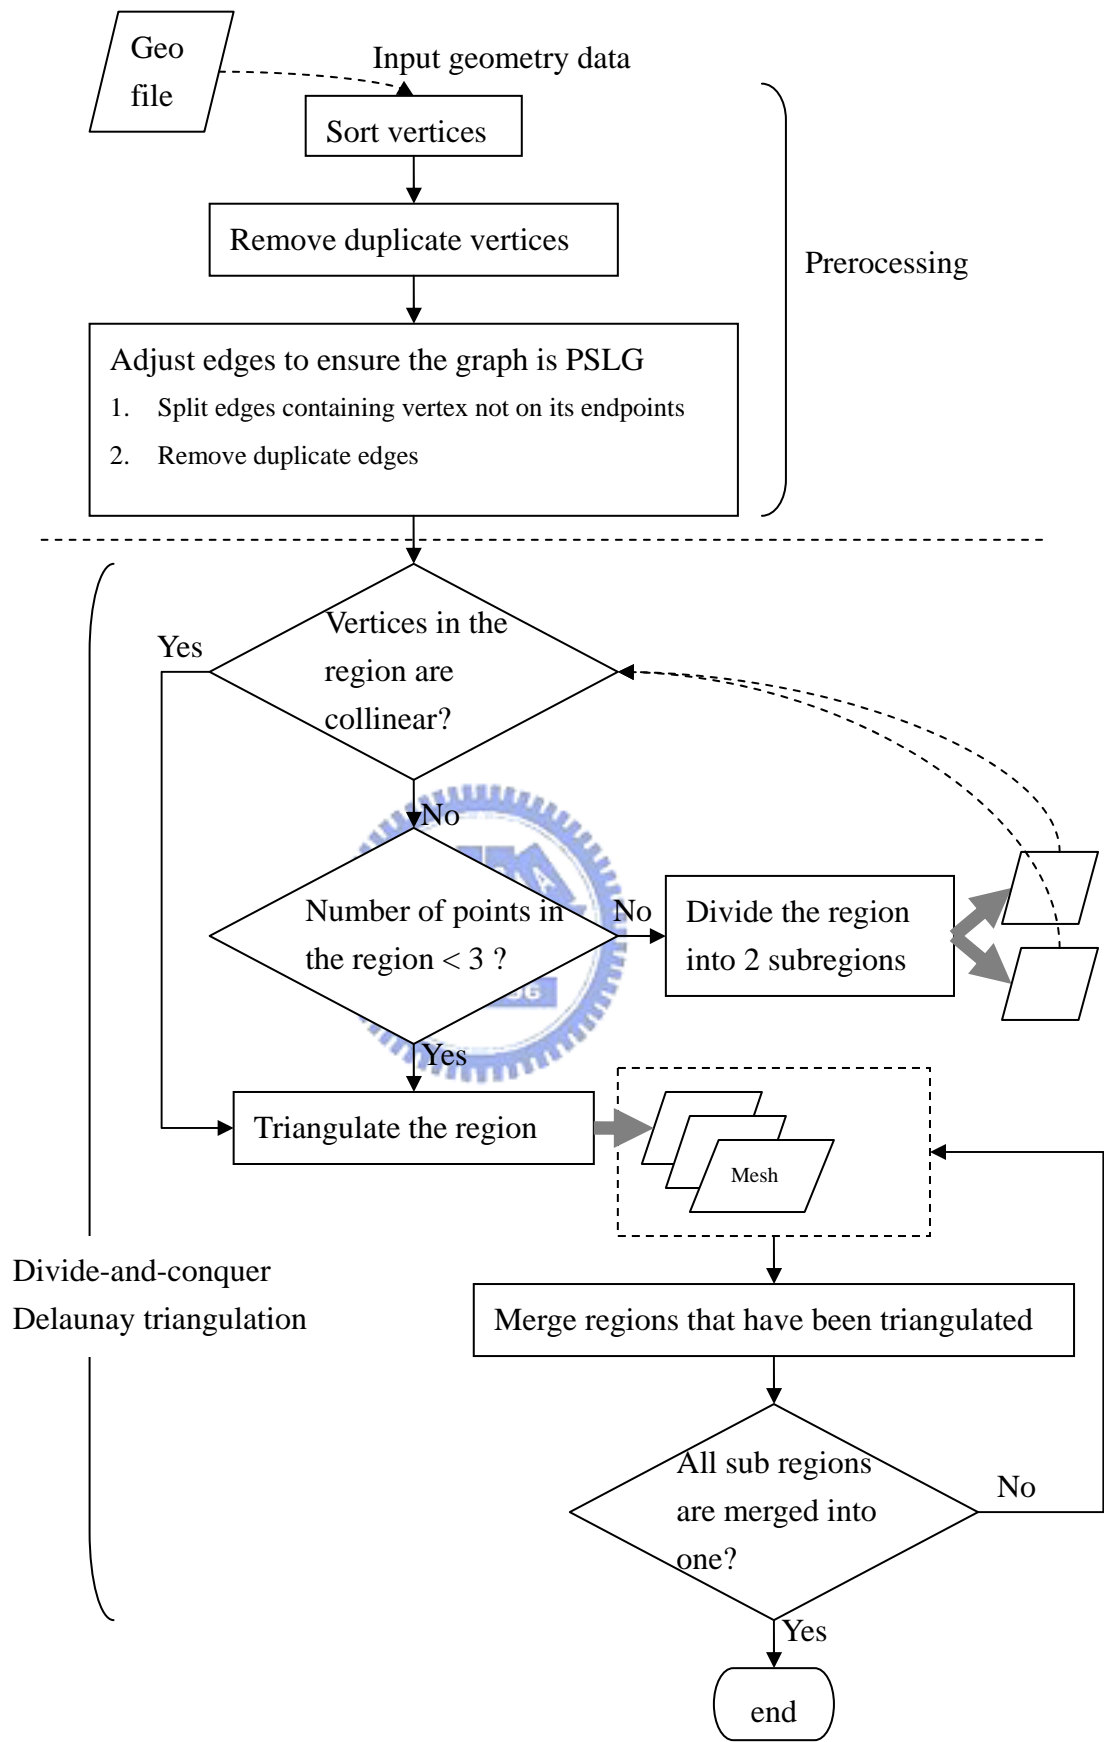 Geo
file
Input geometry data
Sort vertices
Remove duplicate vertices
Prerocessing
Adjust edges to ensure the graph is PSLG
1. Split edges containing vertex not on its endpoints
2. Remove duplicate edges
Vertices in the
region are
collinear?
Yes
No
Number of points in
the region < 3 ?
No
Divide the region
into 2 subregions
Yes
Triangulate the region
Mesh
Divide-and-conquer
Delaunay triangulation
Merge regions that have been triangulated
All sub regions
are merged into
one?
No
Yes
end